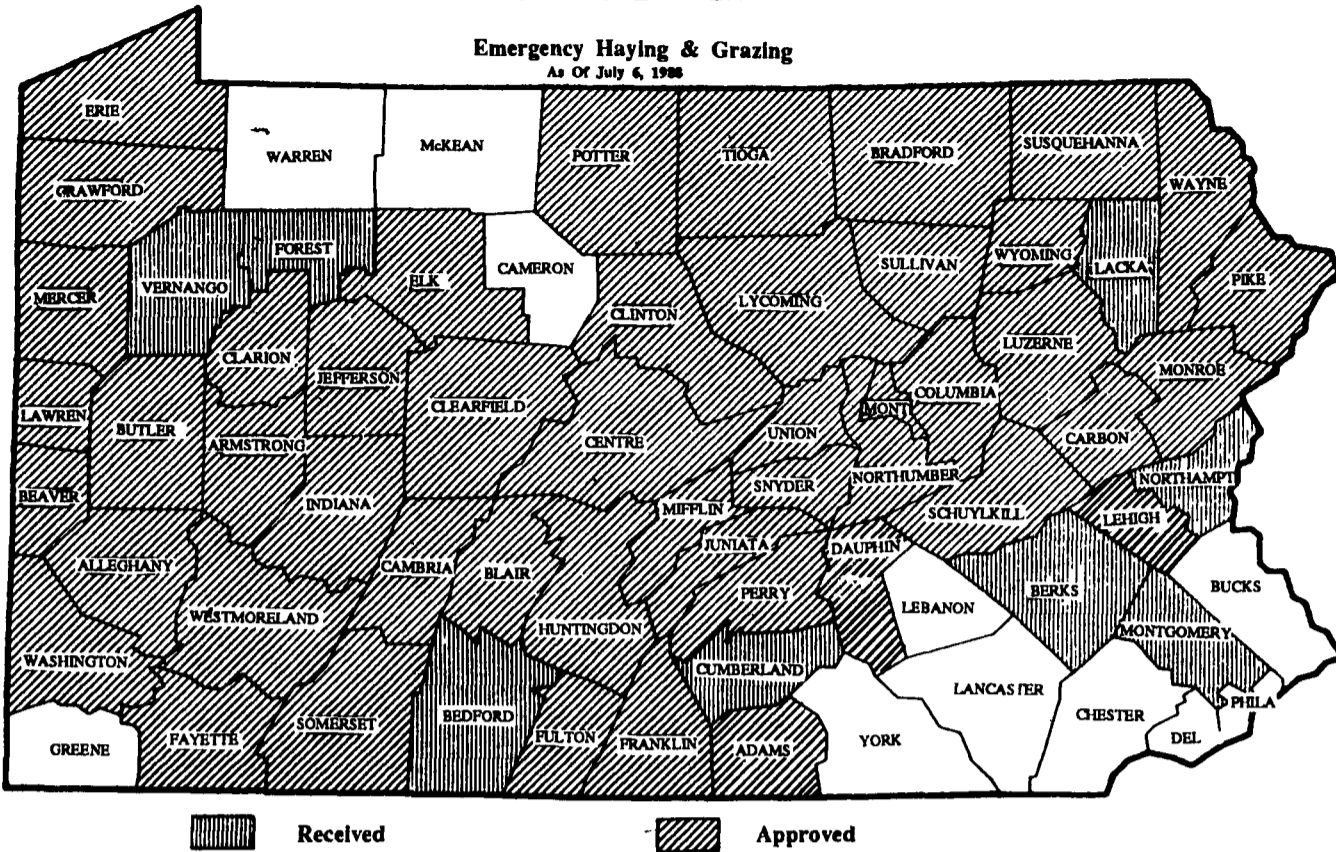 Emergency Haying & Grazing
As Of July 6, 1988
ERIE
WARREN
McKEAN
POTTER
TIOGA
BRADFORD
SUSQUEHANNA
GRAWFORD
WAYNE
FOREST
VERNANGO
MERCER
ELK
CAMERON
SULLIVAN
WYOMING
LACKA
PIKE
LYCOMING
CLINTON
CLARION
JEFFERSON
LUZERNE
MONROE
CLEARFIELD
COLUMBIA
MONT
LAWREN
BUTLER
ARMSTRONG
CENTRE
UNION
CARBON
BEAVER
INDIANA
SNYDER
NORTHUMBER
NORTHAMPT
MIFFLIN
SCHUYLKILL
LEHIGH
ALLEGHANY
CAMBRIA
BLAIR
JUNIATA
DAUPHIN
PERRY
LEBANON
BERKS
BUCKS
WESTMORELAND
HUNTINGDON
MONTGOMERY
WASHINGTON
CUMBERLAND
LANCASTER
PHILA
GREENE
FAYETTE
SOMERSET
BEDFORD
FULTON
FRANKLIN
ADAMS
YORK
CHESTER
DEL
Received
Approved